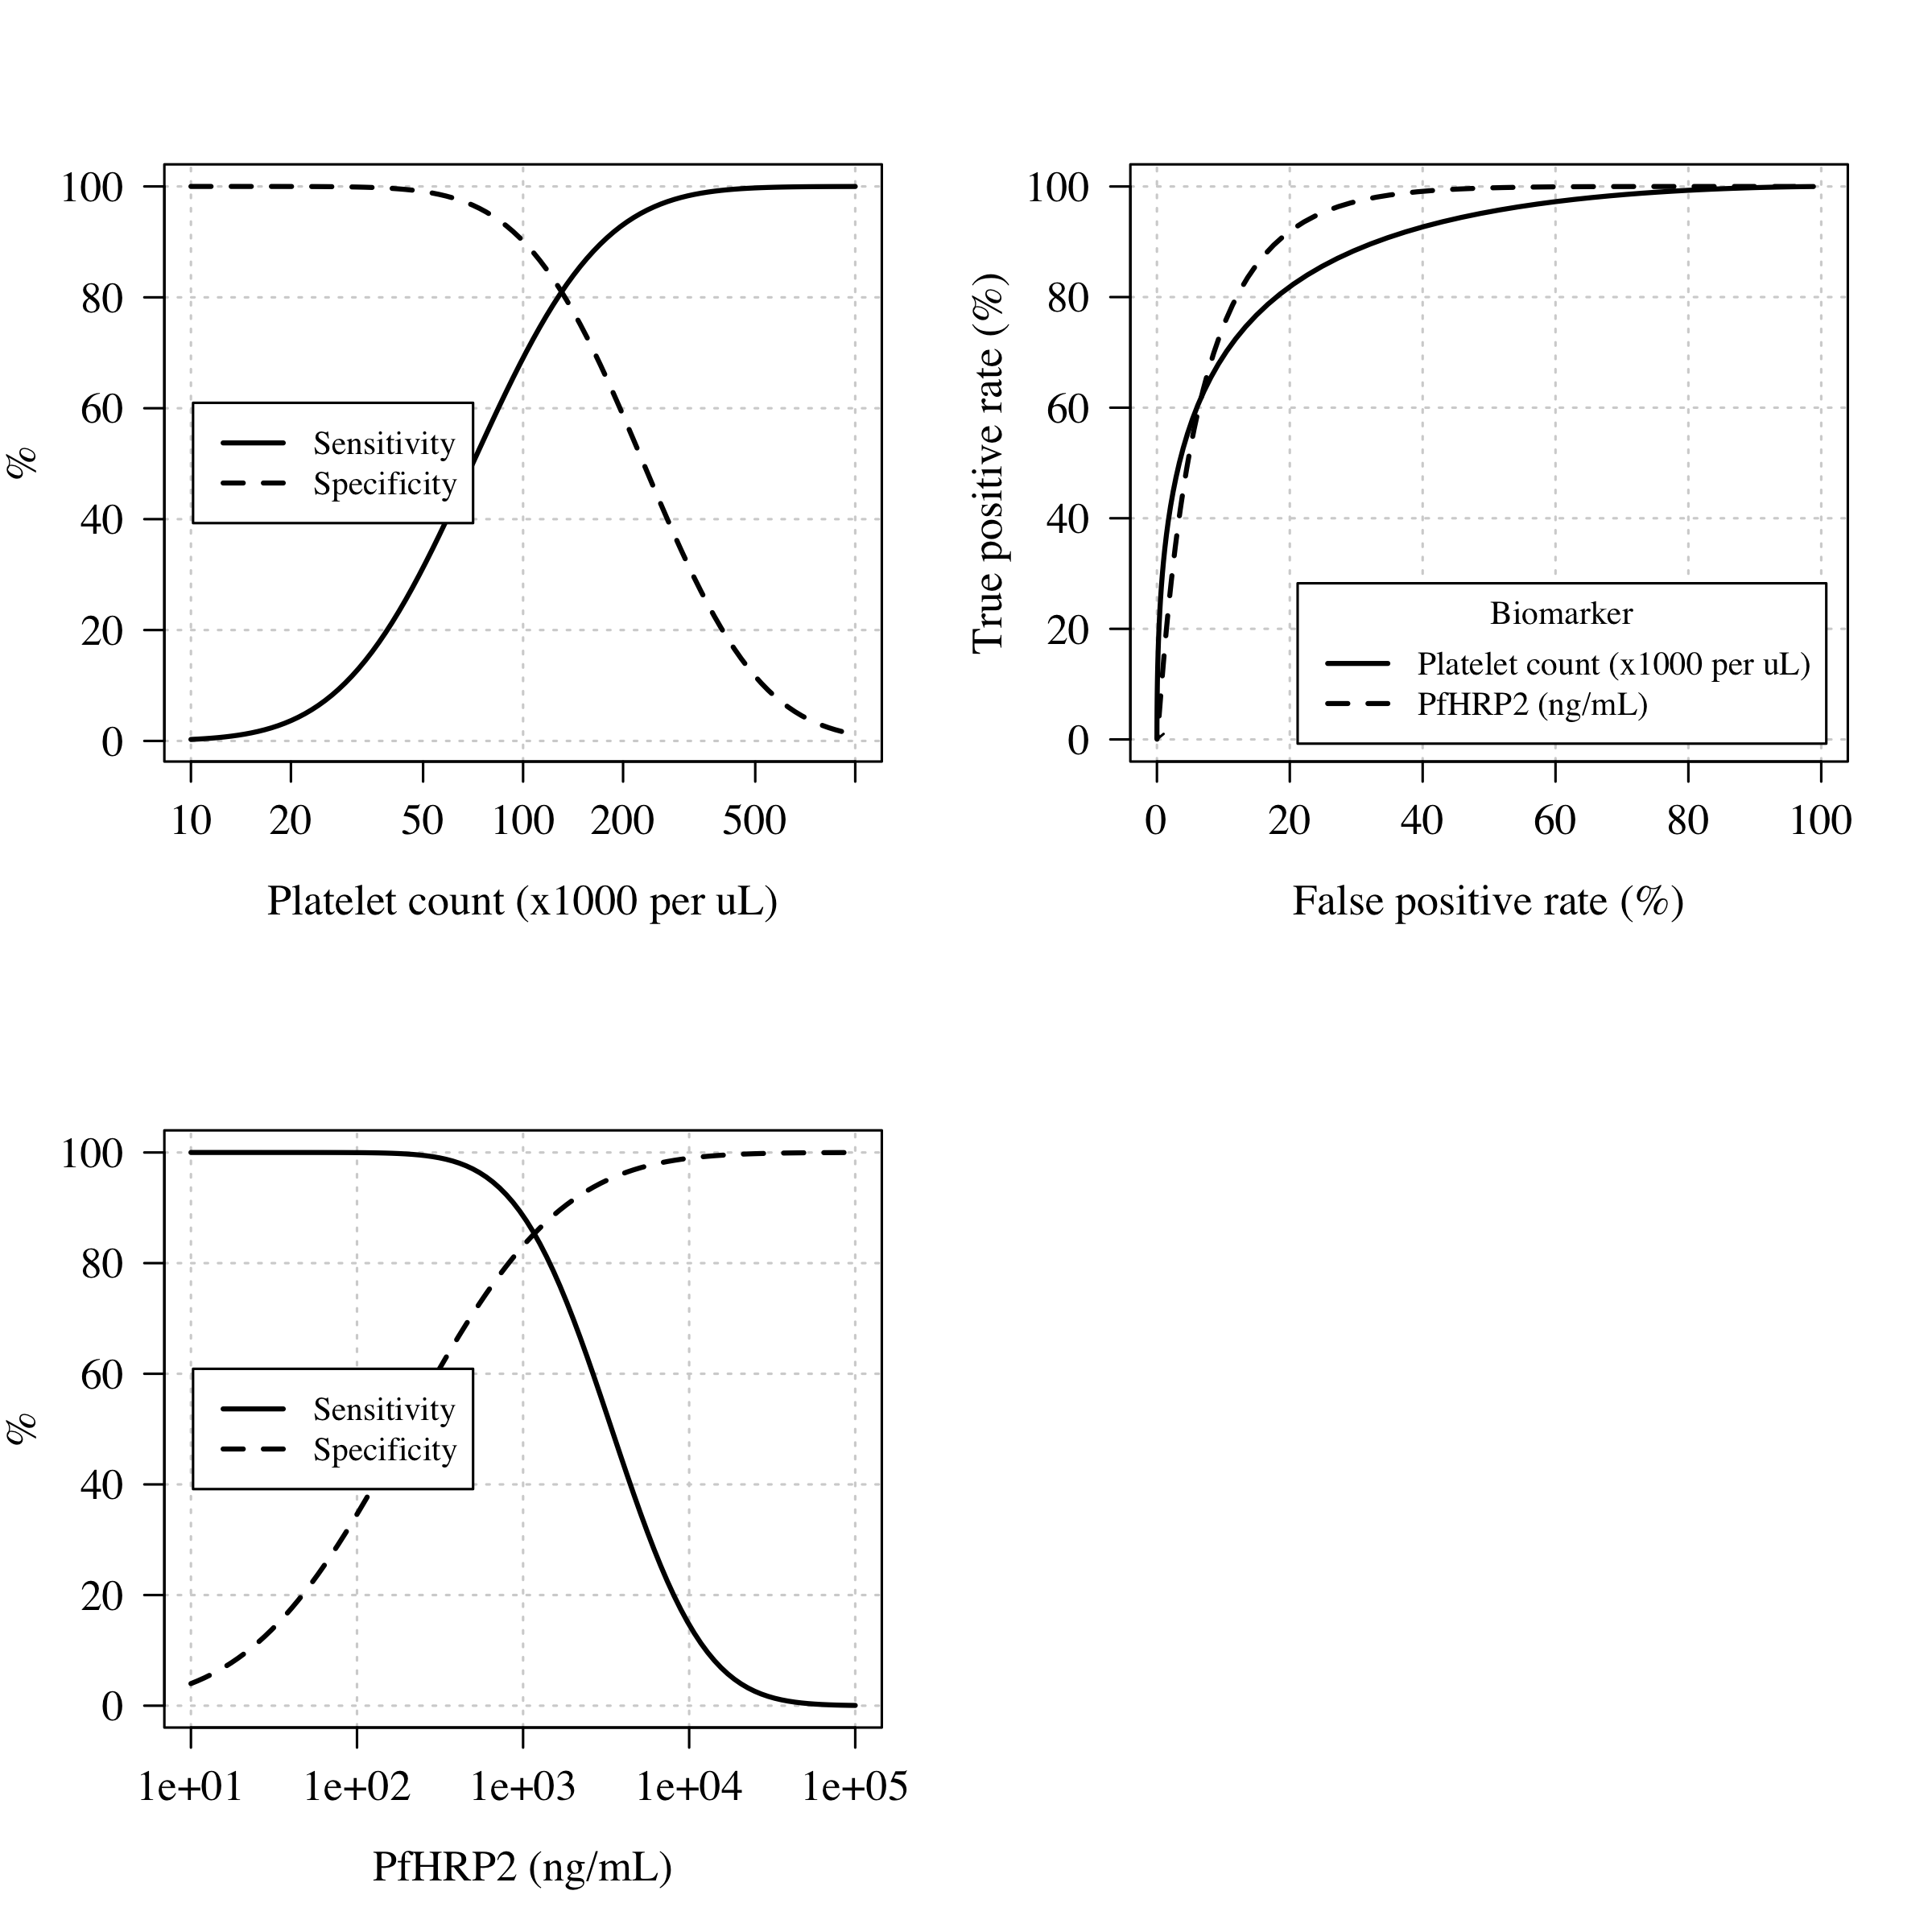 %
100
80
60
40
20
0
Sensitivity
Specificity
10 20 50 100 200 500
Platelet count (x1000 per uL)
True positive rate (%)
100
80
60
40
20
0
Biomarker
Platelet count (x1000 per uL)
PfHRP2 (ng/mL)
0 20 40 60 80 100
False positive rate (%)
%
100
80
60
40
20
0
Sensitivity
Specificity
1e+01 1e+02 1e+03 1e+04 1e+05
PfHRP2 (ng/mL)